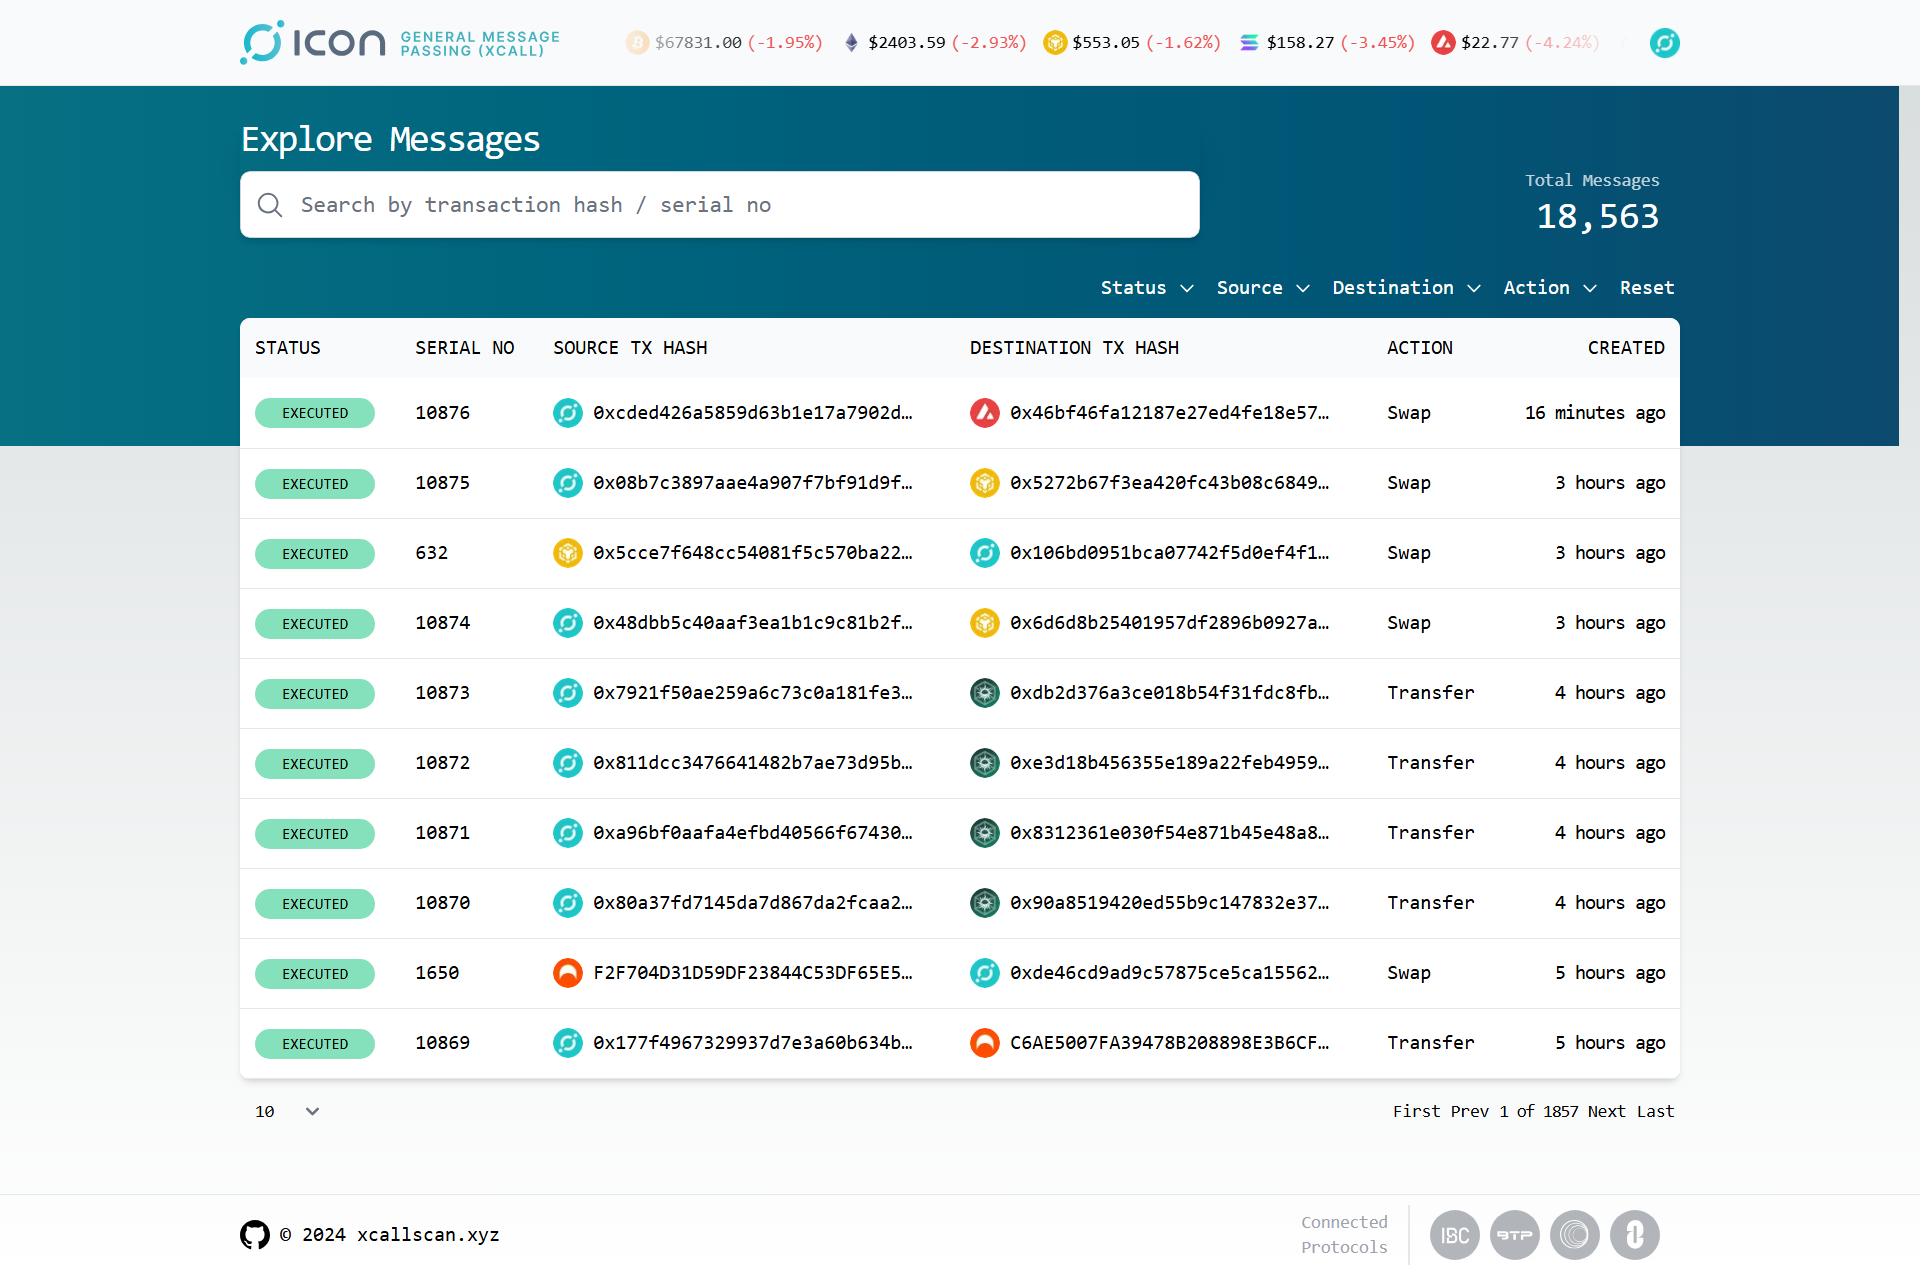 ICON GENERAL MESSAGE PASSING (XCALL) $67831.00 (-1.95%) $2403.59 (-2.93%) $553.05 (-1.62%) $158.27 (-3.45%) $22.77 (-4.24%)
Explore Messages
Search by transaction hash / serial no
Total Messages
18,563
Status Source Destination Action Reset
STATUS SERIAL NO SOURCE TX HASH DESTINATION TX HASH ACTION CREATED
EXECUTED 10876 0xcded426a5859d63b1e17a7902d… 0x46bf46fa12187e27ed4fe18e57… Swap 16 minutes ago
EXECUTED 10875 0x08b7c3897aae4a907f7bf91d9f… 0x5272b67f3ea420fc43b08c6849… Swap 3 hours ago
EXECUTED 632 0x5cce7f648cc54081f5c570ba22… 0x106bd0951bca07742f5d0ef4f1… Swap 3 hours ago
EXECUTED 10874 0x48dbb5c40aaf3ea1b1c9c81b2f… 0x6d6d8b25401957df2896b0927a… Swap 3 hours ago
EXECUTED 10873 0x7921f50ae259a6c73c0a181fe3… 0xdb2d376a3ce018b54f31fdc8fb… Transfer 4 hours ago
EXECUTED 10872 0x811dcc3476641482b7ae73d95b… 0xe3d18b456355e189a22feb4959… Transfer 4 hours ago
EXECUTED 10871 0xa96bf0aafa4efbd40566f67430… 0x8312361e030f54e871b45e48a8… Transfer 4 hours ago
EXECUTED 10870 0x80a37fd7145da7d867da2fcaa2… 0x90a8519420ed55b9c147832e37… Transfer 4 hours ago
EXECUTED 1650 F2F704D31D59DF23844C53DF65E5… 0xde46cd9ad9c57875ce5ca15562… Swap 5 hours ago
EXECUTED 10869 0x177f4967329937d7e3a60b634b… C6AE5007FA39478B208898E3B6CF… Transfer 5 hours ago
10 First Prev 1 of 1857 Next Last
© 2024 xcallscan.xyz
Connected
Protocols
IBC BTP